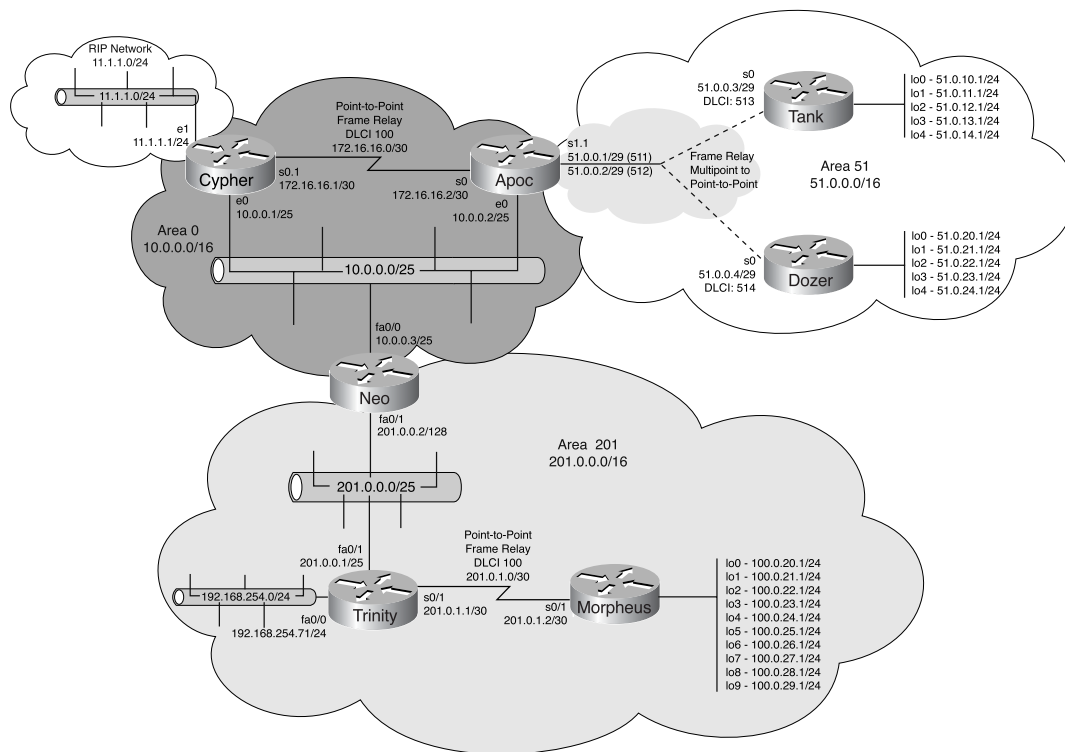 RIP Network
11.1.1.0/24
11.1.1.0/24
e1
11.1.1.1/24
Cypher
s0.1
172.16.16.1/30
e0
10.0.0.1/25
Point-to-Point
Frame Relay
DLCI 100
172.16.16.0/30
s0
172.16.16.2/30
e0
10.0.0.2/25
Apoc
s1.1
51.0.0.1/29 (511)
51.0.0.2/29 (512)
Frame Relay
Multipoint to
Point-to-Point
s0
51.0.0.3/29
DLCI: 513
Tank
lo0 - 51.0.10.1/24
lo1 - 51.0.11.1/24
lo2 - 51.0.12.1/24
lo3 - 51.0.13.1/24
lo4 - 51.0.14.1/24
Area 51
51.0.0.0/16
s0
51.0.0.4/29
DLCI: 514
Dozer
lo0 - 51.0.20.1/24
lo1 - 51.0.21.1/24
lo2 - 51.0.22.1/24
lo3 - 51.0.23.1/24
lo4 - 51.0.24.1/24
Area 0
10.0.0.0/16
10.0.0.0/25
fa0/0
10.0.0.3/25
Neo
fa0/1
201.0.0.2/128
Area 201
201.0.0.0/16
201.0.0.0/25
fa0/1
201.0.0.1/25
Trinity
192.168.254.0/24
fa0/0
192.168.254.71/24
s0/1
201.0.1.1/30
Point-to-Point
Frame Relay
DLCI 100
201.0.1.0/30
s0/1
201.0.1.2/30
Morpheus
lo0 - 100.0.20.1/24
lo1 - 100.0.21.1/24
lo2 - 100.0.22.1/24
lo3 - 100.0.23.1/24
lo4 - 100.0.24.1/24
lo5 - 100.0.25.1/24
lo6 - 100.0.26.1/24
lo7 - 100.0.27.1/24
lo8 - 100.0.28.1/24
lo9 - 100.0.29.1/24